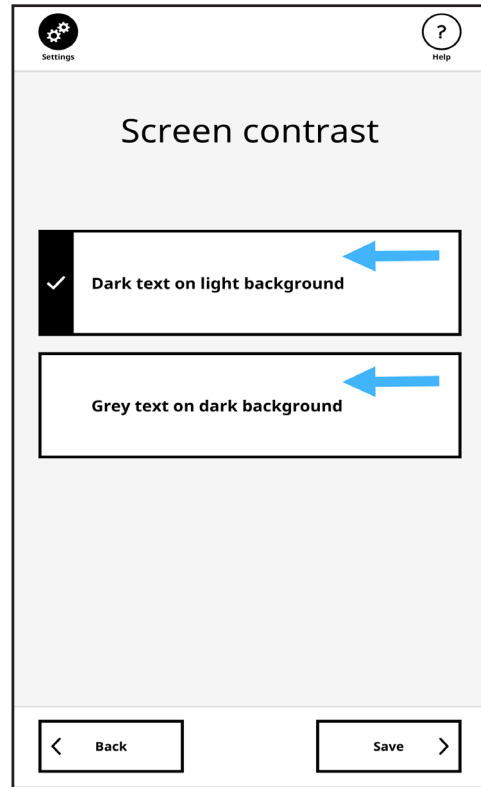 Settings
?
Help
Screen contrast
Dark text on light background
Grey text on dark background
Back
Save